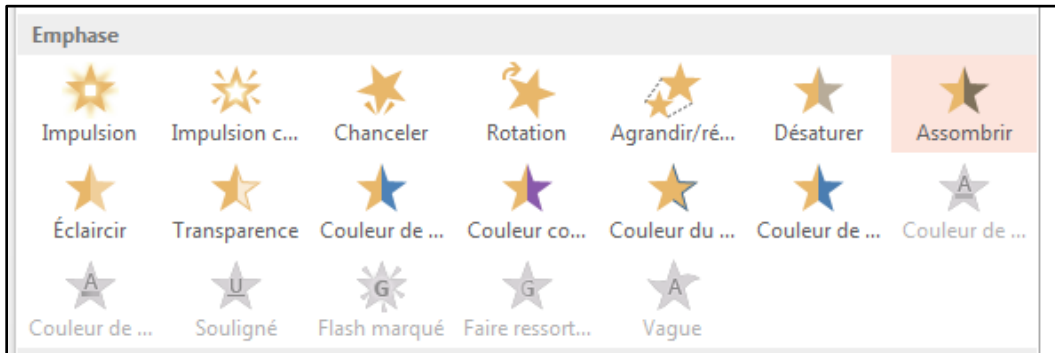 Emphase
Impulsion Impulsion c... Chanceler Rotation Agrandir/ré... Désaturer Assombrir
Éclaircir Transparence Couleur de ... Couleur co... Couleur du ... Couleur de ... A Couleur de ...
A Couleur de ... U Souligné G Flash marqué G Faire ressort... A Vague